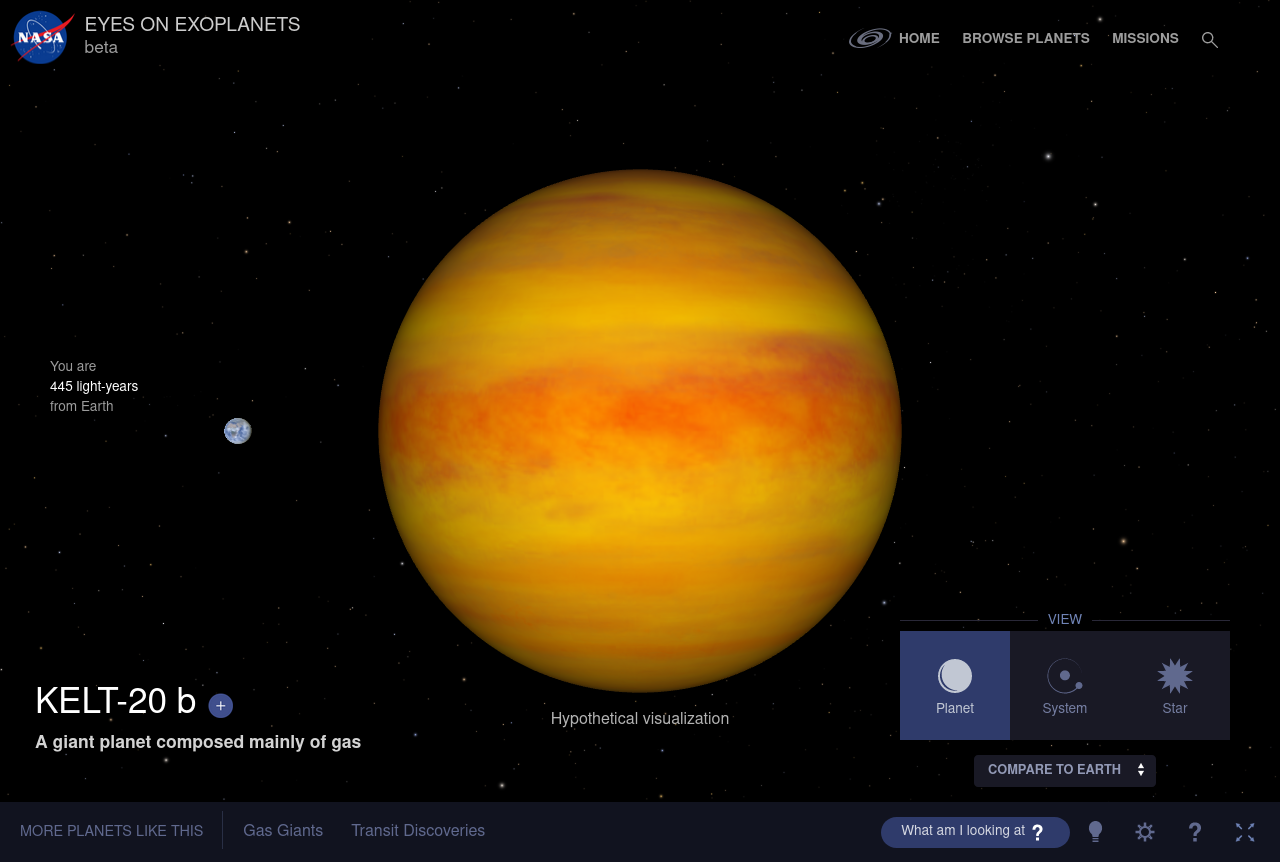 NASA
EYES ON EXOPLANETS
beta
HOME
BROWSE PLANETS
MISSIONS
You are
445 light-years
from Earth
KELT-20 b +
A giant planet composed mainly of gas
Hypothetical visualization
VIEW
Planet
System
Star
COMPARE TO EARTH
MORE PLANETS LIKE THIS
Gas Giants
Transit Discoveries
What am I looking at ?
?